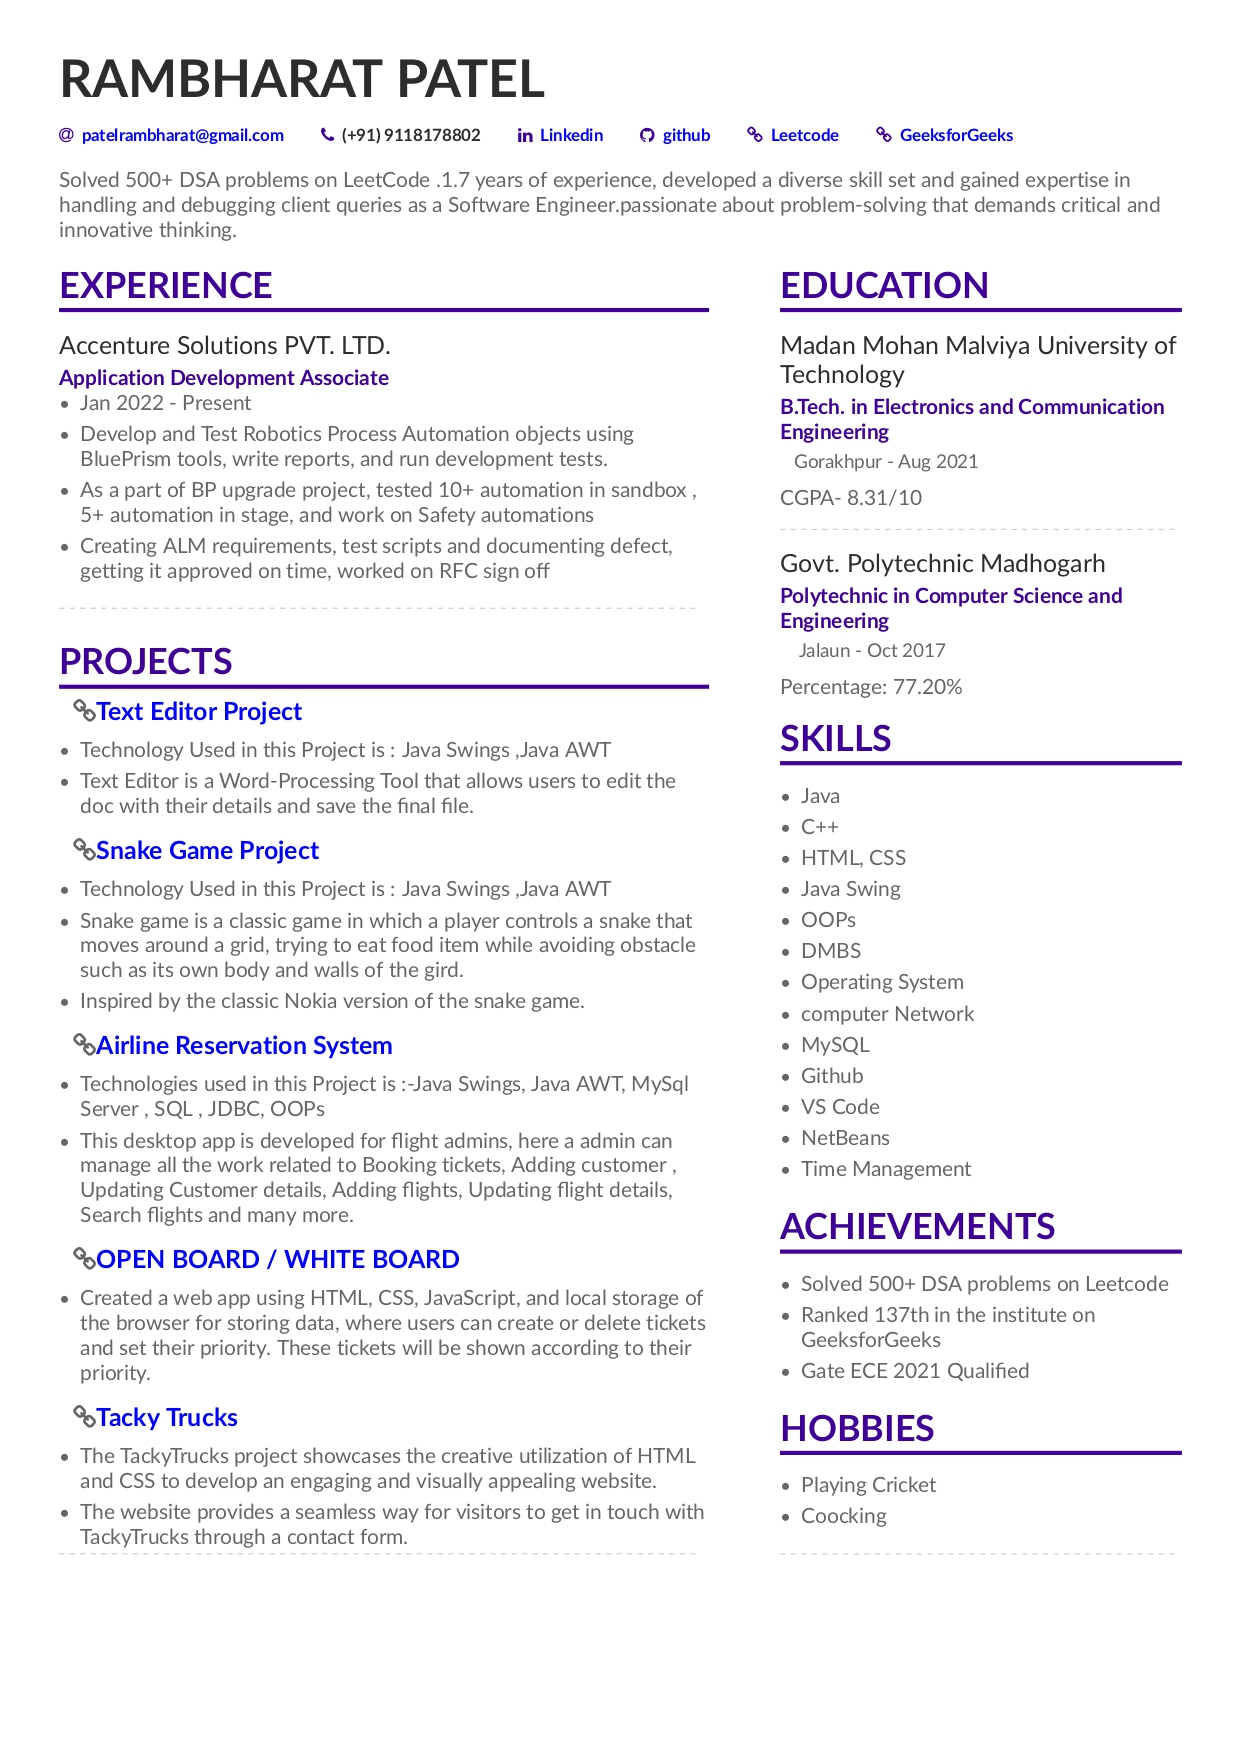 RAMBHARAT PATEL
patelrambharat@gmail.com (+91) 9118178802 Linkedin github Leetcode GeeksforGeeks
Solved 500+ DSA problems on LeetCode .1.7 years of experience, developed a diverse skill set and gained expertise in
handling and debugging client queries as a Software Engineer.passionate about problem-solving that demands critical and
innovative thinking.
EXPERIENCE
Accenture Solutions PVT. LTD.
Application Development Associate
• Jan 2022 - Present
• Develop and Test Robotics Process Automation objects using
BluePrism tools, write reports, and run development tests.
• As a part of BP upgrade project, tested 10+ automation in sandbox ,
5+ automation in stage, and work on Safety automations
• Creating ALM requirements, test scripts and documenting defect,
getting it approved on time, worked on RFC sign off
PROJECTS
Text Editor Project
• Technology Used in this Project is : Java Swings ,Java AWT
• Text Editor is a Word-Processing Tool that allows users to edit the
doc with their details and save the final file.
Snake Game Project
• Technology Used in this Project is : Java Swings ,Java AWT
• Snake game is a classic game in which a player controls a snake that
moves around a grid, trying to eat food item while avoiding obstacle
such as its own body and walls of the gird.
• Inspired by the classic Nokia version of the snake game.
Airline Reservation System
• Technologies used in this Project is :-Java Swings, Java AWT, MySql
Server , SQL , JDBC, OOPs
• This desktop app is developed for flight admins, here a admin can
manage all the work related to Booking tickets, Adding customer ,
Updating Customer details, Adding flights, Updating flight details,
Search flights and many more.
OPEN BOARD / WHITE BOARD
• Created a web app using HTML, CSS, JavaScript, and local storage of
the browser for storing data, where users can create or delete tickets
and set their priority. These tickets will be shown according to their
priority.
Tacky Trucks
• The TackyTrucks project showcases the creative utilization of HTML
and CSS to develop an engaging and visually appealing website.
• The website provides a seamless way for visitors to get in touch with
TackyTrucks through a contact form.
EDUCATION
Madan Mohan Malviya University of
Technology
B.Tech. in Electronics and Communication
Engineering
Gorakhpur - Aug 2021
CGPA- 8.31/10
Govt. Polytechnic Madhogarh
Polytechnic in Computer Science and
Engineering
Jalaun - Oct 2017
Percentage: 77.20%
SKILLS
• Java
• C++
• HTML, CSS
• Java Swing
• OOPs
• DMBS
• Operating System
• computer Network
• MySQL
• Github
• VS Code
• NetBeans
• Time Management
ACHIEVEMENTS
• Solved 500+ DSA problems on Leetcode
• Ranked 137th in the institute on
GeeksforGeeks
• Gate ECE 2021 Qualified
HOBBIES
• Playing Cricket
• Coocking